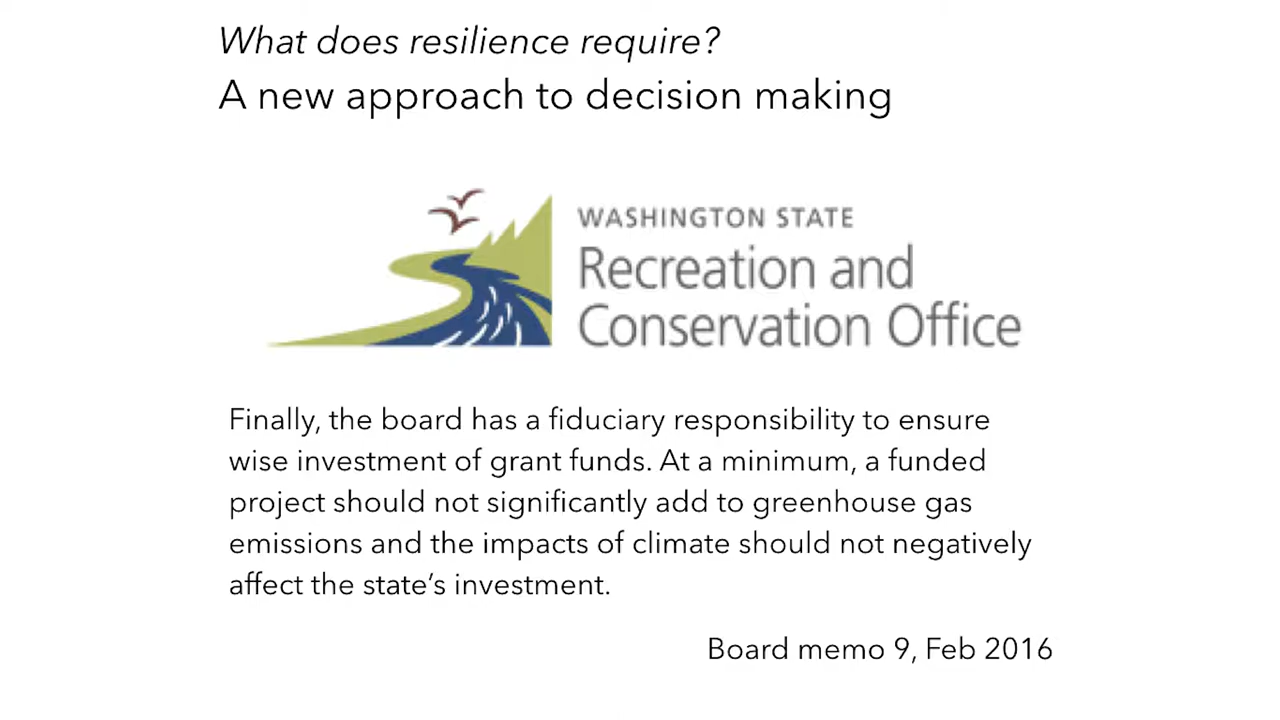 What does resilience require?
A new approach to decision making
WASHINGTON STATE
Recreation and
Conservation Office
Finally, the board has a fiduciary responsibility to ensure
wise investment of grant funds. At a minimum, a funded
project should not significantly add to greenhouse gas
emissions and the impacts of climate should not negatively
affect the state’s investment.
Board memo 9, Feb 2016